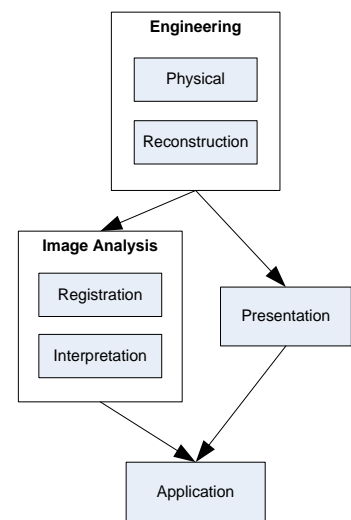 Engineering
Physical
Reconstruction
Image Analysis
Registration
Interpretation
Presentation
Application